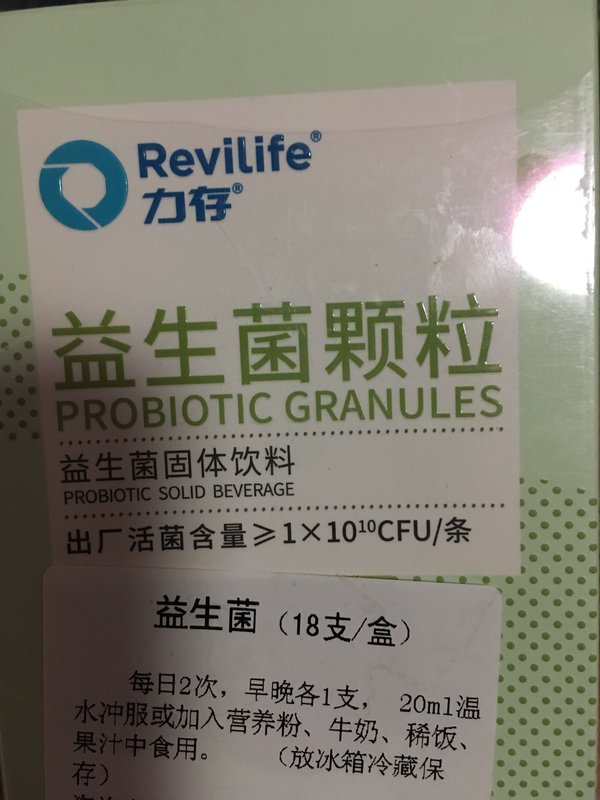 Revilife®
力存®
益生菌颗粒
PROBIOTIC GRANULES
益生菌固体饮料
PROBIOTIC SOLID BEVERAGE
出厂活菌含量≥1×10¹⁰CFU/条
益生菌（18支/盒）
每日2次，早晚各1支， 20ml温
水冲服或加入营养粉、牛奶、稀饭、
果汁中食用。 （放冰箱冷藏保
存）